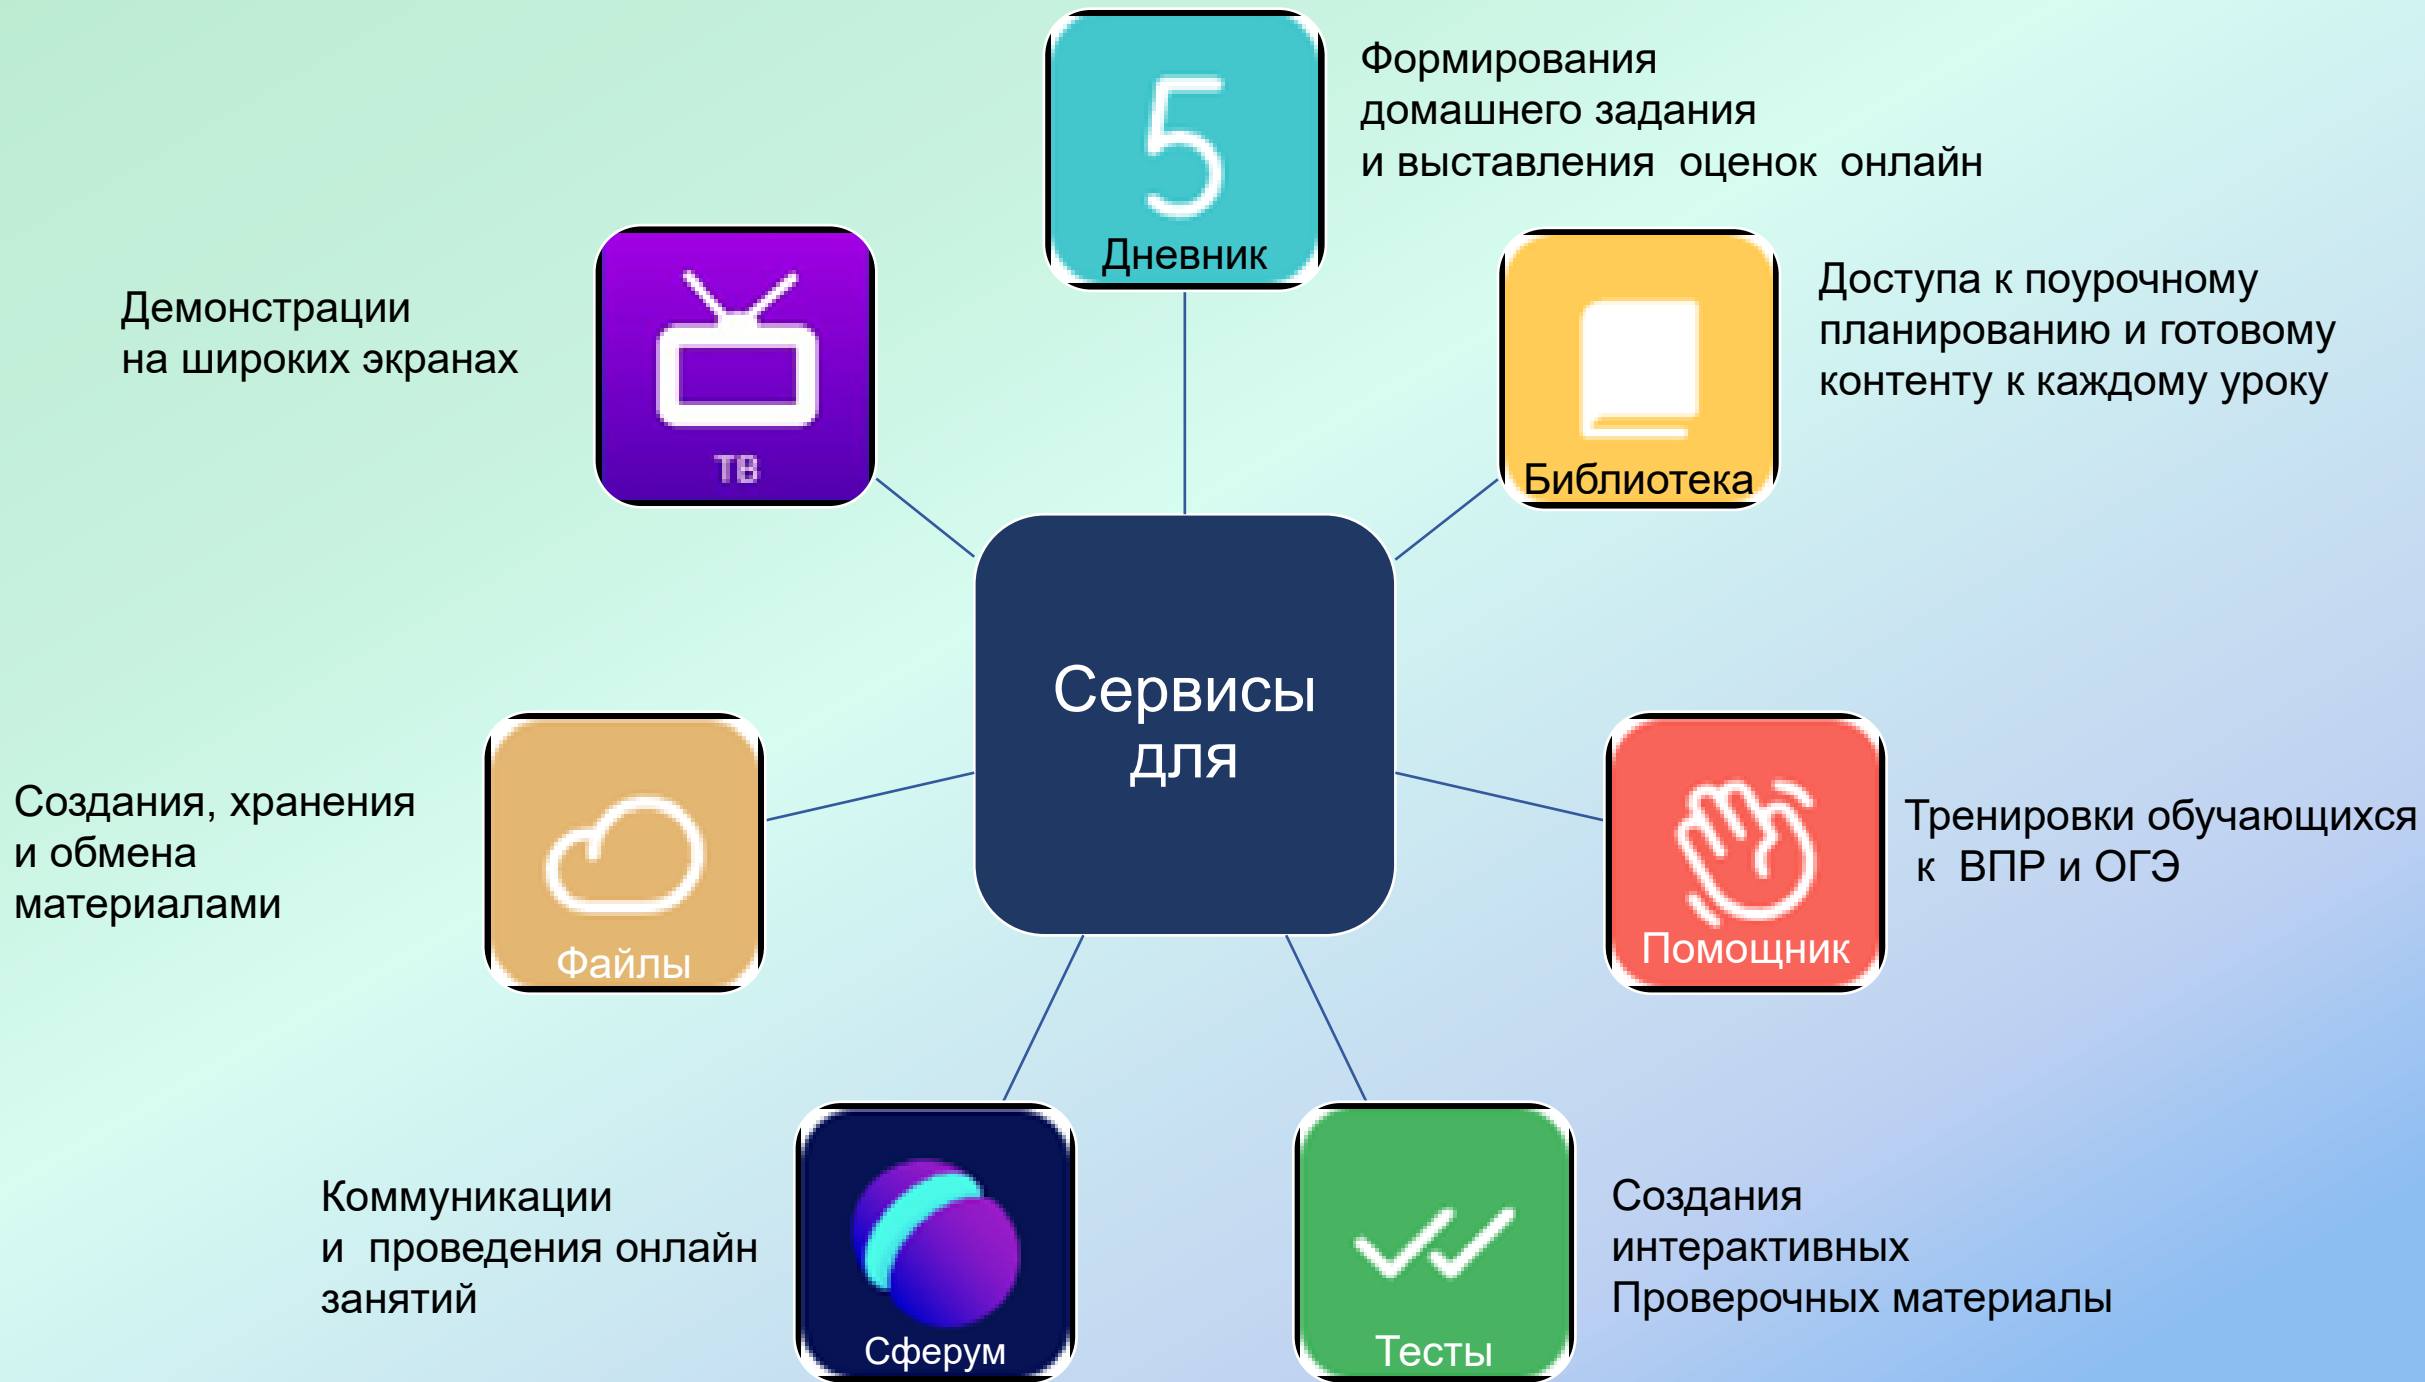 5
Дневник
Формирования
домашнего задания
и выставления  оценок  онлайн
ТВ
Демонстрации
на широких экранах
Библиотека
Доступа к поурочному
планированию и готовому
контенту к каждому уроку
Сервисы
для
Файлы
Создания, хранения
и обмена
материалами
Помощник
Тренировки обучающихся
к  ВПР и ОГЭ
Сферум
Коммуникации
и  проведения онлайн
занятий
Тесты
Создания
интерактивных
Проверочных материалы